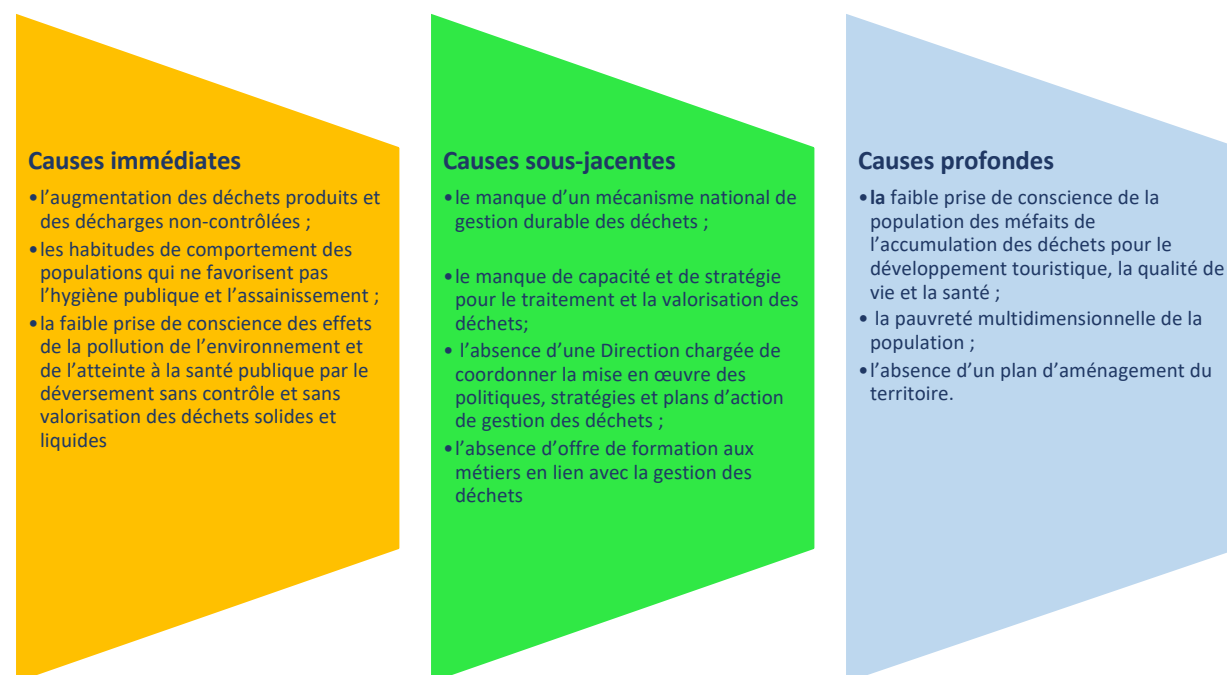 Causes immédiates
•l’augmentation des déchets produits et
des décharges non-contrôlées ;
•les habitudes de comportement des
populations qui ne favorisent pas
l’hygiène publique et l’assainissement ;
•la faible prise de conscience des effets
de la pollution de l’environnement et
de l’atteinte à la santé publique par le
déversement sans contrôle et sans
valorisation des déchets solides et
liquides
Causes sous-jacentes
•le manque d’un mécanisme national de
gestion durable des déchets ;
•le manque de capacité et de stratégie
pour le traitement et la valorisation des
déchets;
• l’absence d’une Direction chargée de
coordonner la mise en œuvre des
politiques, stratégies et plans d’action
de gestion des déchets ;
•l’absence d’offre de formation aux
métiers en lien avec la gestion des
déchets
Causes profondes
•la faible prise de conscience de la
population des méfaits de
l’accumulation des déchets pour le
développement touristique, la qualité de
vie et la santé ;
• la pauvreté multidimensionnelle de la
population ;
•l’absence d’un plan d’aménagement du
territoire.